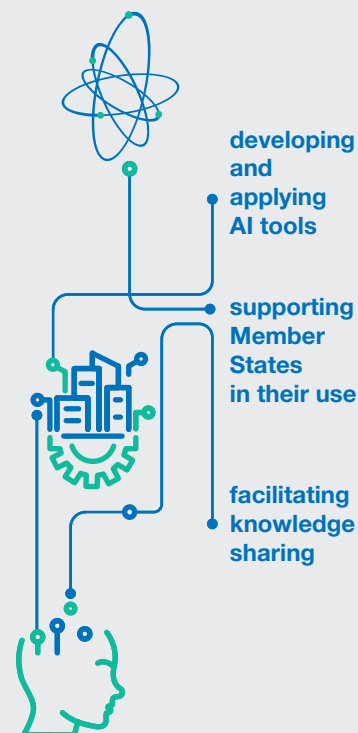 developing
and
applying
AI tools
supporting
Member
States
in their use
facilitating
knowledge
sharing